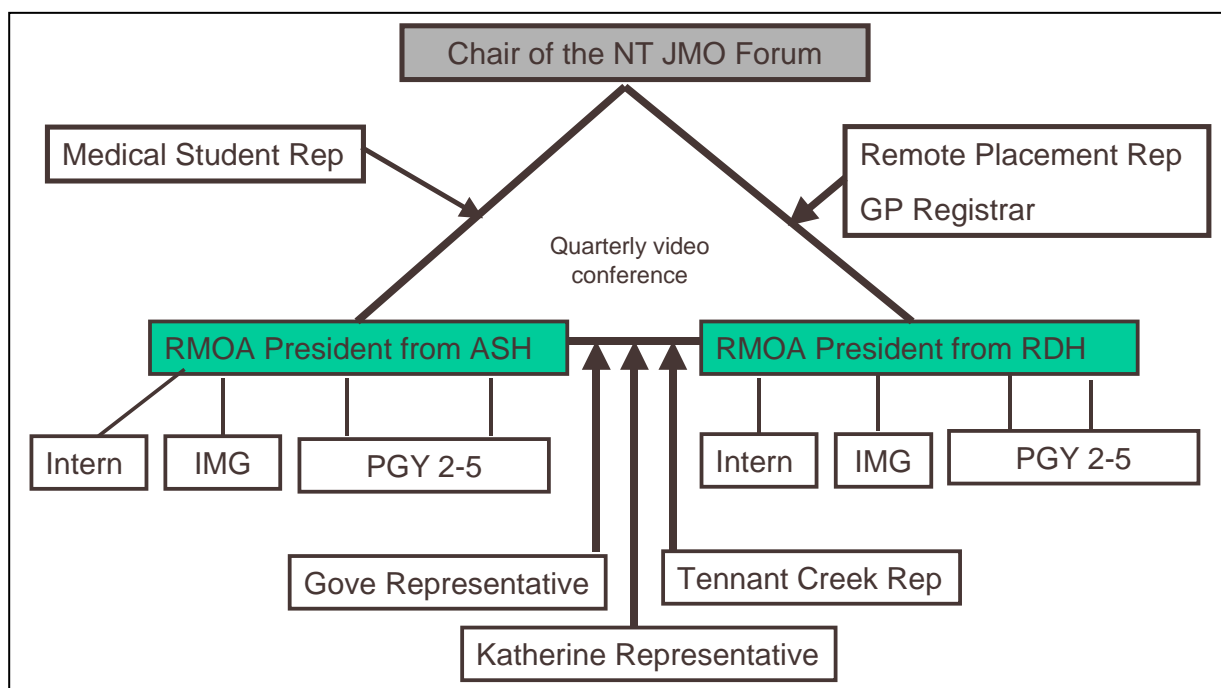 Chair of the NT JMO Forum
Medical Student Rep
Remote Placement Rep
GP Registrar
Quarterly video
conference
RMOA President from ASH
RMOA President from RDH
Intern
IMG
PGY 2-5
Intern
IMG
PGY 2-5
Gove Representative
Tennant Creek Rep
Katherine Representative